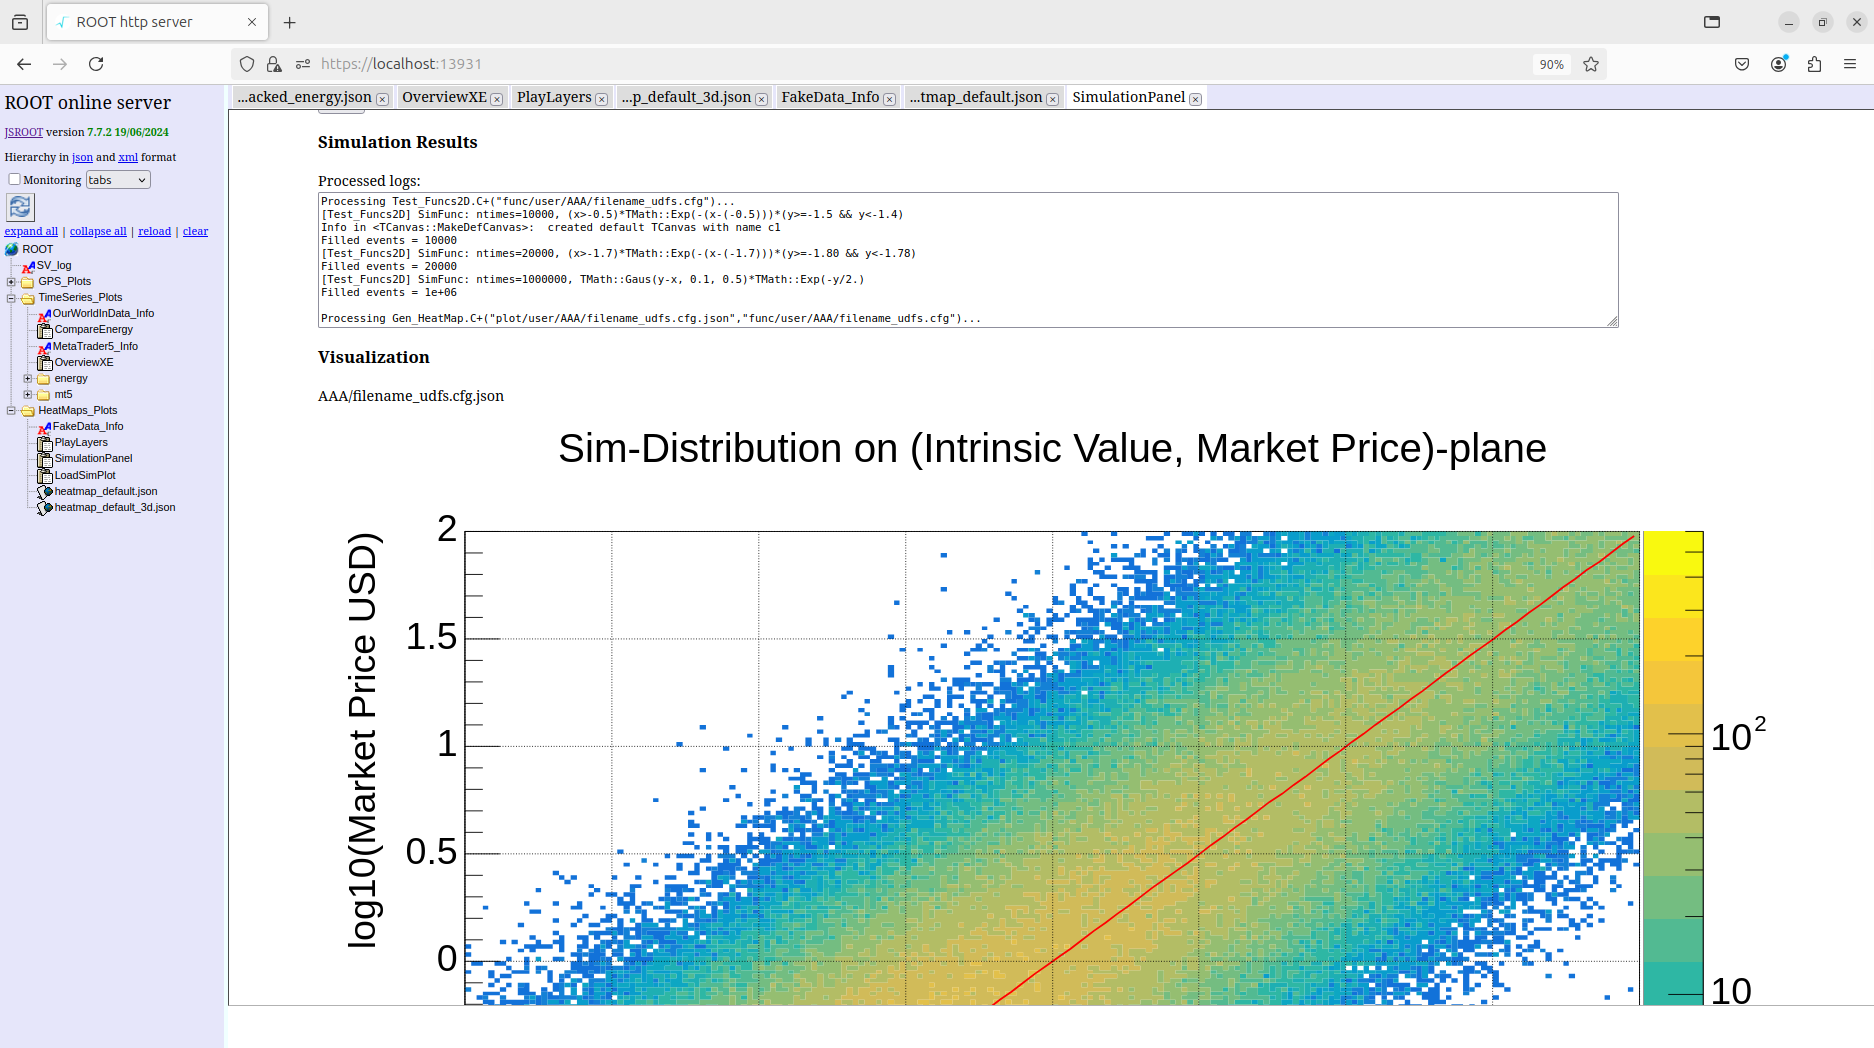 ROOT http server
https://localhost:13931
90%
ROOT online server
JSROOT version 7.7.2 19/06/2024
Hierarchy in json and xml format
Monitoring tabs
expand all | collapse all | reload | clear
ROOT
SV_log
GPS_Plots
TimeSeries_Plots
OurWorldInData_Info
CompareEnergy
MetaTrader5_Info
OverviewXE
energy
mt5
HeatMaps_Plots
FakeData_Info
PlayLayers
SimulationPanel
LoadSimPlot
heatmap_default.json
heatmap_default_3d.json
...acked_energy.json OverviewXE PlayLayers ...p_default_3d.json FakeData_Info ...tmap_default.json SimulationPanel
Simulation Results
Processed logs:
Processing Test_Funcs2D.C+("func/user/AAA/filename_udfs.cfg")...
[Test_Funcs2D] SimFunc: ntimes=10000, (x>-0.5)*TMath::Exp(-(x-(-0.5)))*(y>=-1.5 && y<-1.4)
Info in <TCanvas::MakeDefCanvas>:  created default TCanvas with name c1
Filled events = 10000
[Test_Funcs2D] SimFunc: ntimes=20000, (x>-1.7)*TMath::Exp(-(x-(-1.7)))*(y>=-1.80 && y<-1.78)
Filled events = 20000
[Test_Funcs2D] SimFunc: ntimes=1000000, TMath::Gaus(y-x, 0.1, 0.5)*TMath::Exp(-y/2.)
Filled events = 1e+06
Processing Gen_HeatMap.C+("plot/user/AAA/filename_udfs.cfg.json","func/user/AAA/filename_udfs.cfg")...
Visualization
AAA/filename_udfs.cfg.json
Sim-Distribution on (Intrinsic Value, Market Price)-plane
log10(Market Price USD)
2
1.5
1
0.5
0
10²
10